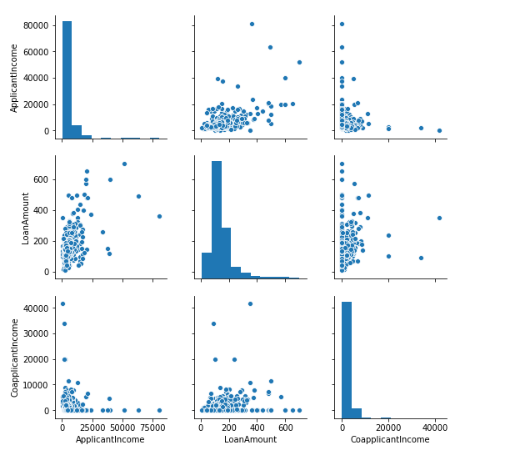 80000
60000
40000
20000
0
ApplicantIncome
600
400
200
0
LoanAmount
40000
30000
20000
10000
0
CoapplicantIncome
0 25000 50000 75000
ApplicantIncome
0 200 400 600
LoanAmount
0 20000 40000
CoapplicantIncome